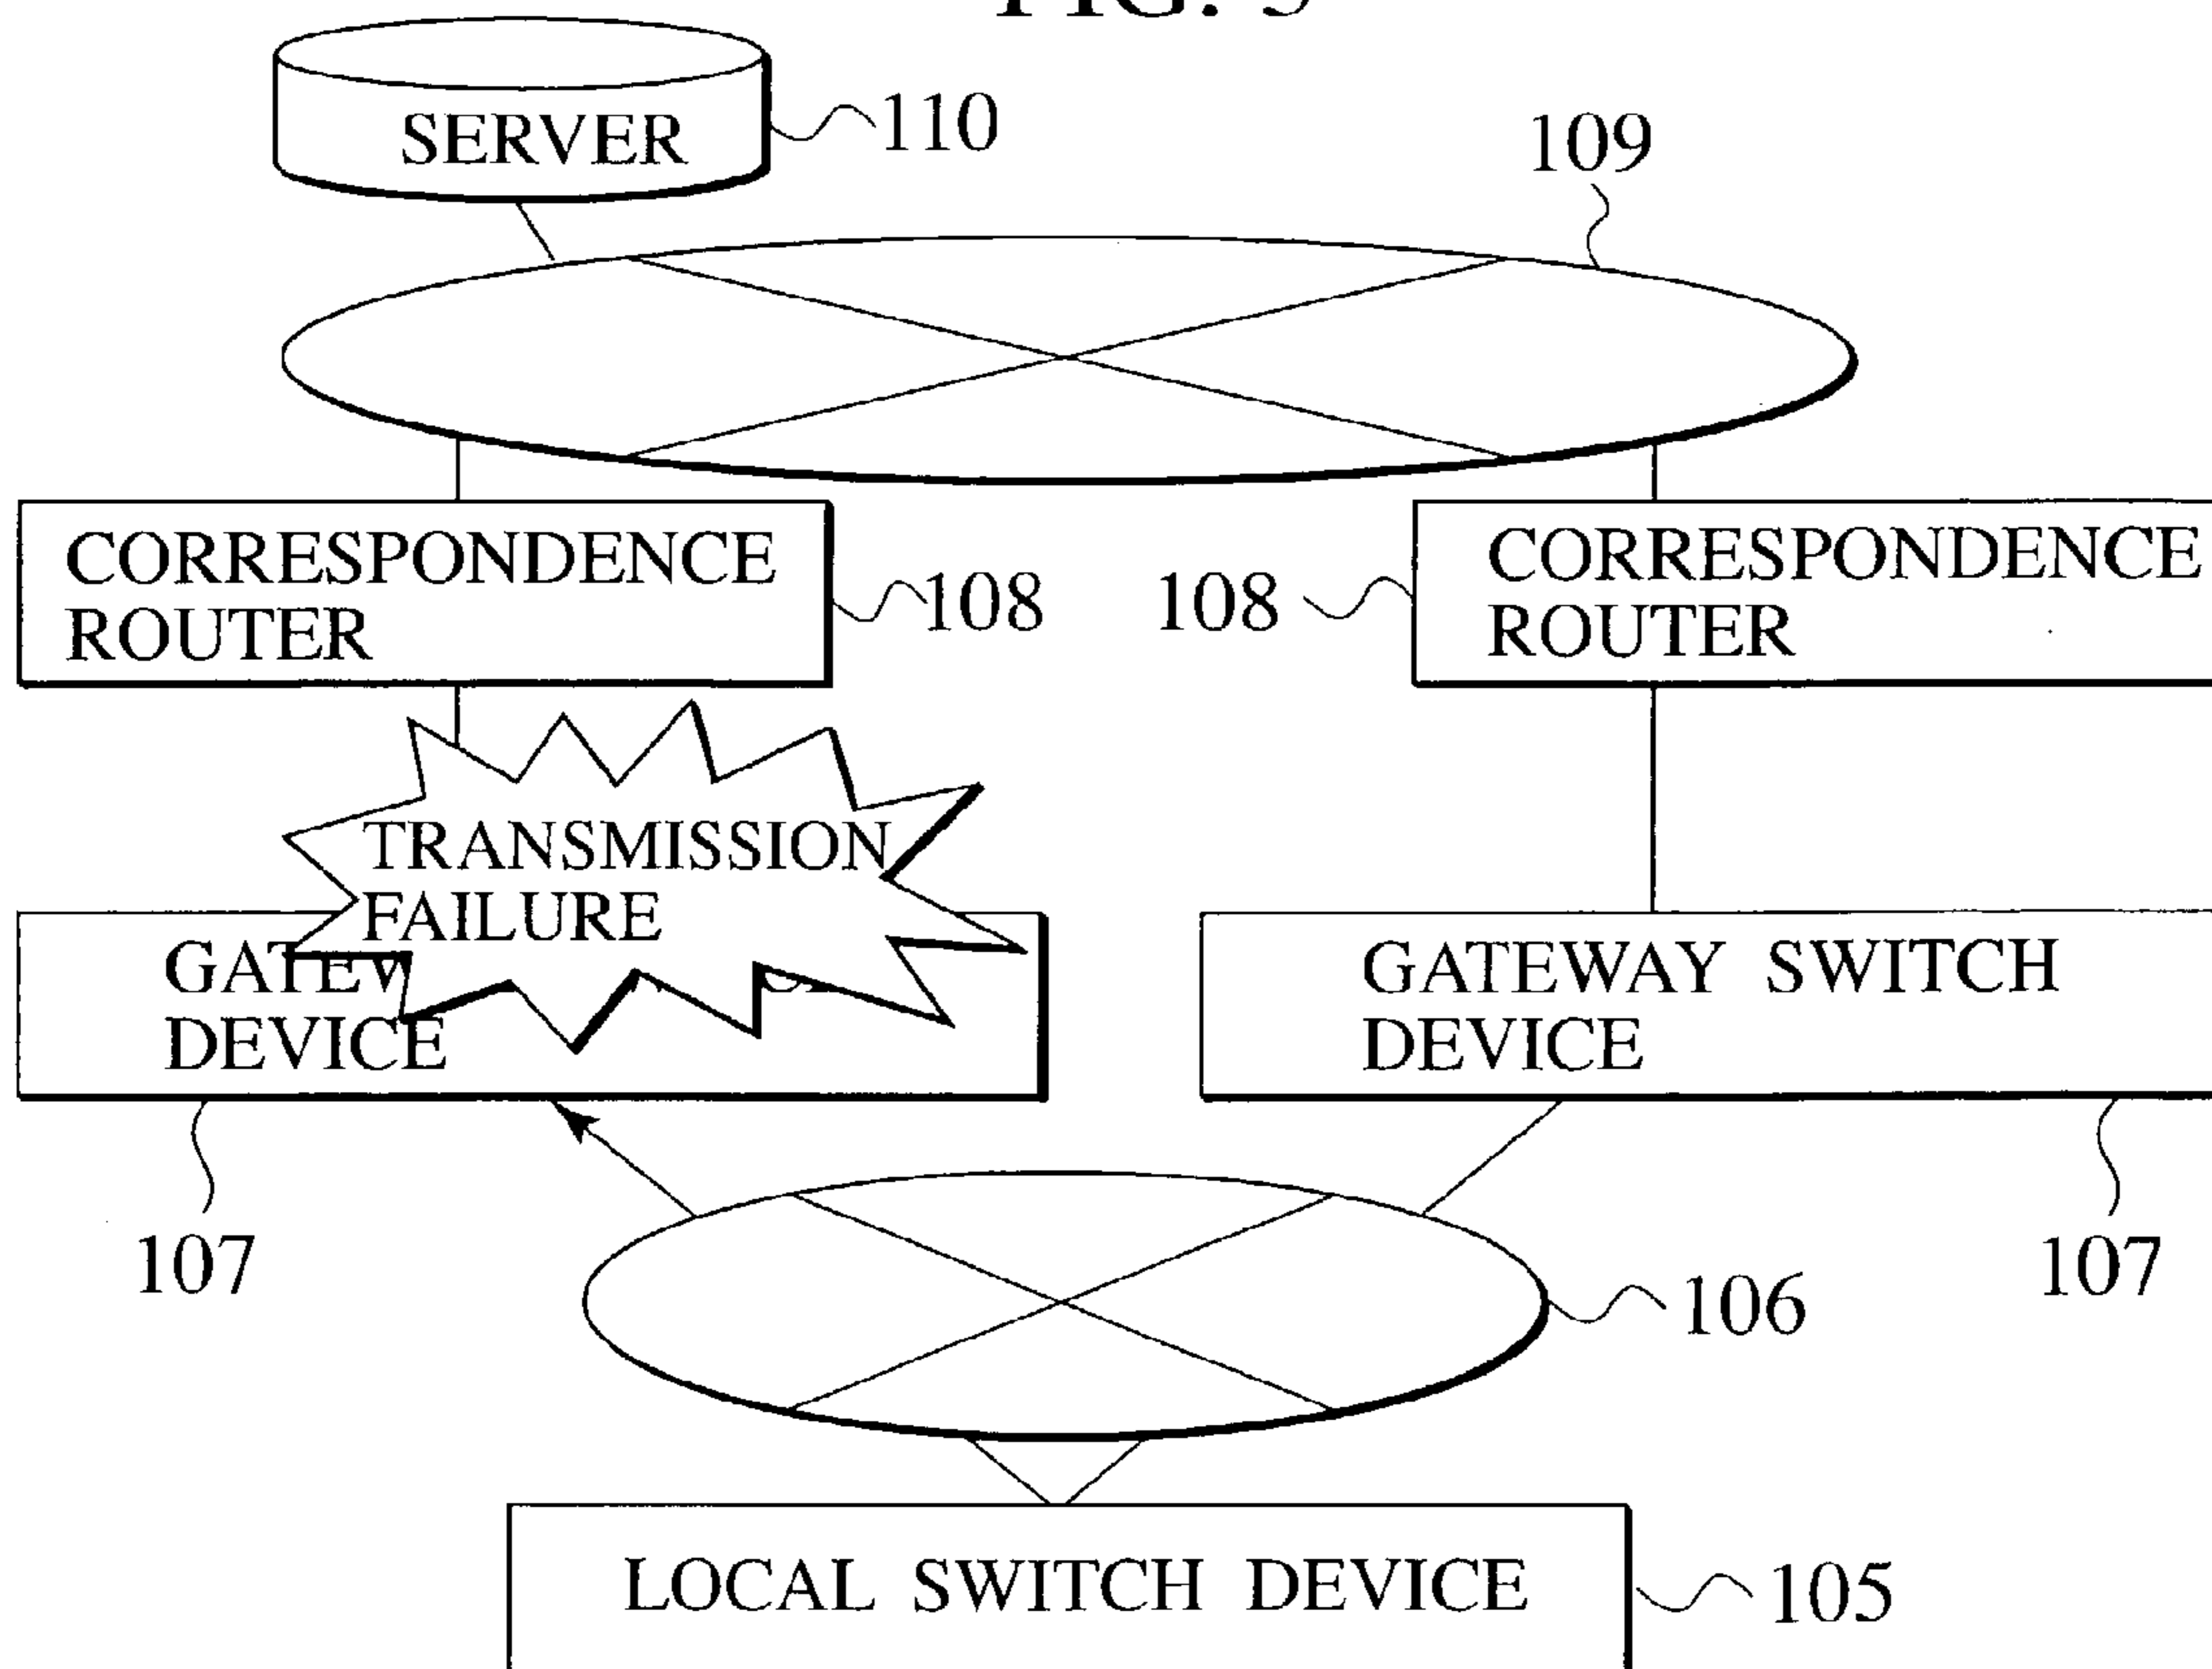 FIG.
SERVER
110
109
CORRESPONDENCE
ROUTER
108
108
CORRESPONDENCE
ROUTER
TRANSMISSION
FAILURE
DEVICE
GATEWAY SWITCH
DEVICE
107
107
106
LOCAL SWITCH DEVICE
105